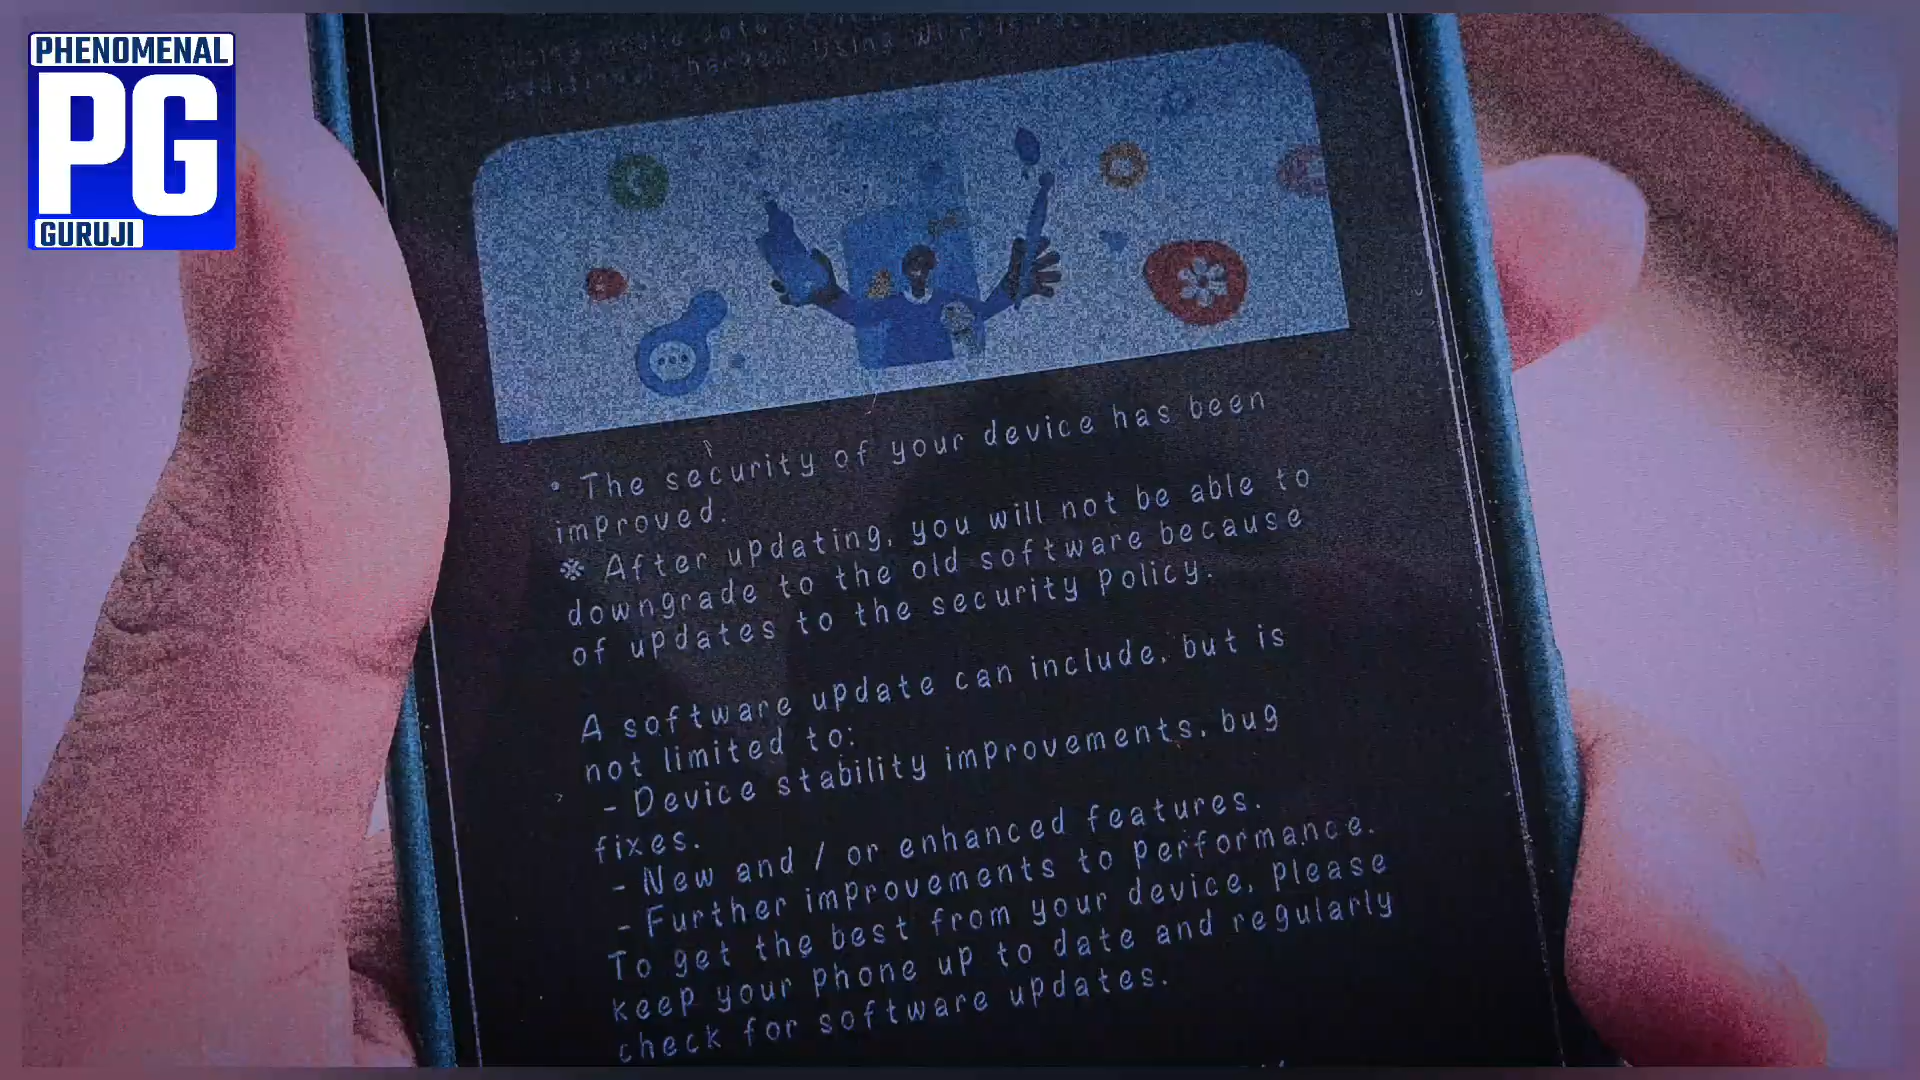 PHENOMENAL
PG
GURUJI
• The security of your device has been
improved.
※ After updating, you will not be able to
downgrade to the old software because
of updates to the security policy.
A software update can include, but is
not limited to:
- Device stability improvements, bug
fixes.
- New and / or enhanced features.
- Further improvements to performance.
To get the best from your device, please
keep your phone up to date and regularly
check for software updates.